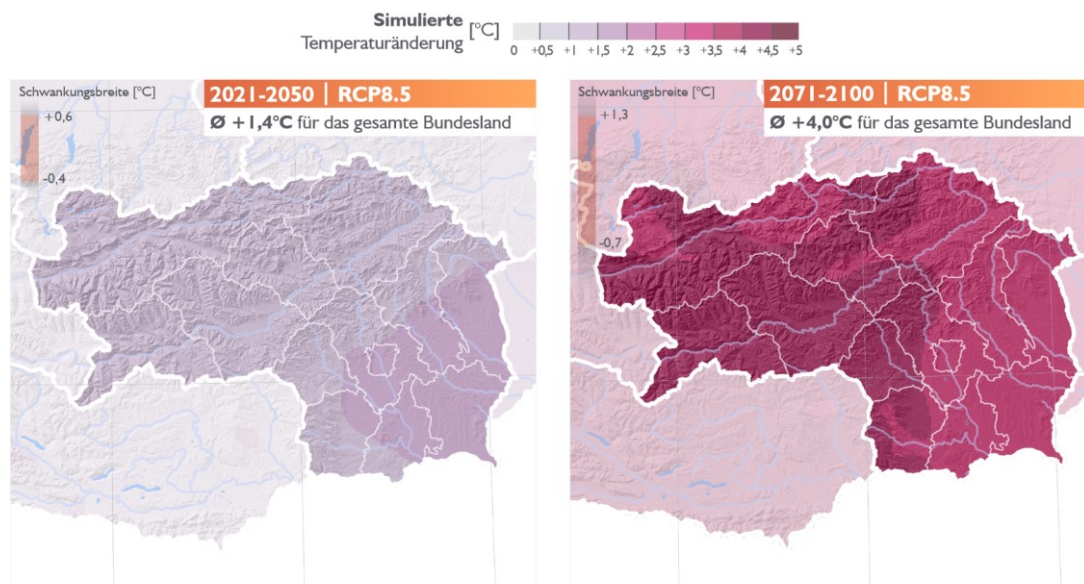 Simulierte
Temperaturänderung
[°C]
0 +0,5 +1 +1,5 +2 +2,5 +3 +3,5 +4 +4,5 +5
Schwankungsbreite [°C]
+0,6
-0,4
2021-2050 | RCP8.5
Ø +1,4°C für das gesamte Bundesland
Schwankungsbreite [°C]
+1,3
-0,7
2071-2100 | RCP8.5
Ø +4,0°C für das gesamte Bundesland